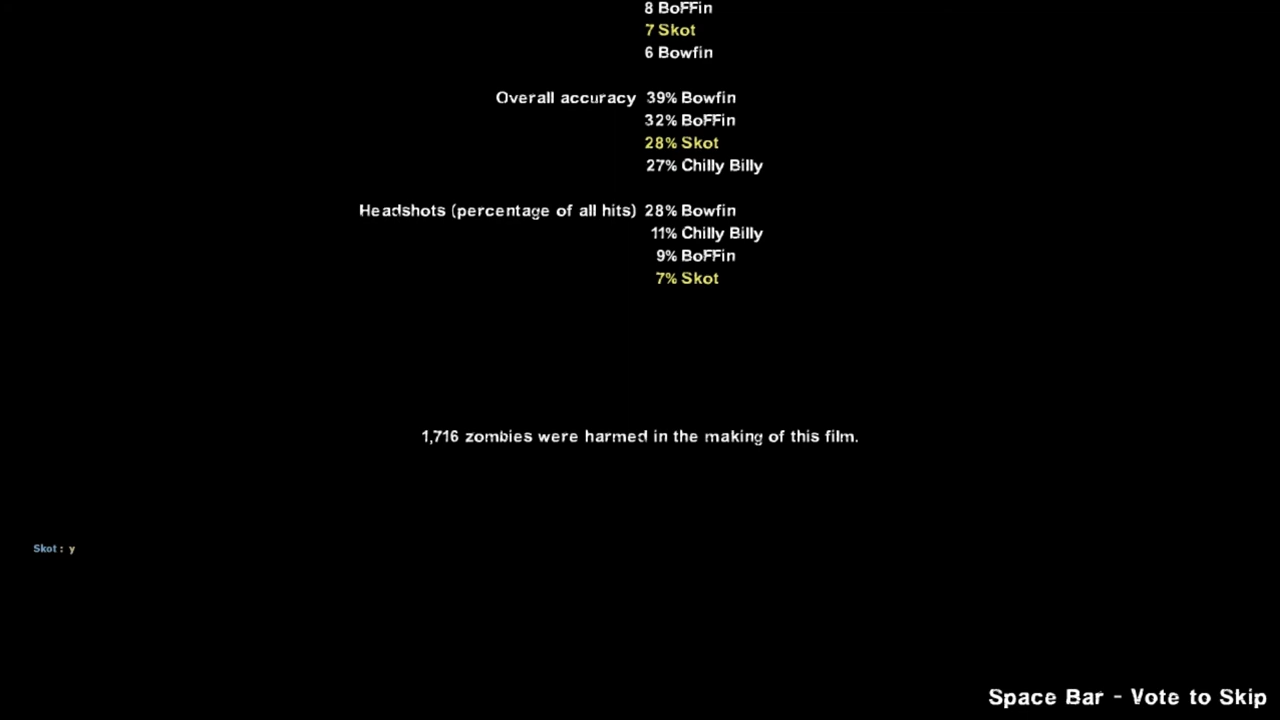 8 BoFFin
7 Skot
6 Bowfin
Overall accuracy 39% Bowfin
32% BoFFin
28% Skot
27% Chilly Billy
Headshots (percentage of all hits) 28% Bowfin
11% Chilly Billy
9% BoFFin
7% Skot
1,716 zombies were harmed in the making of this film.
Skot : y
Space Bar - Vote to Skip